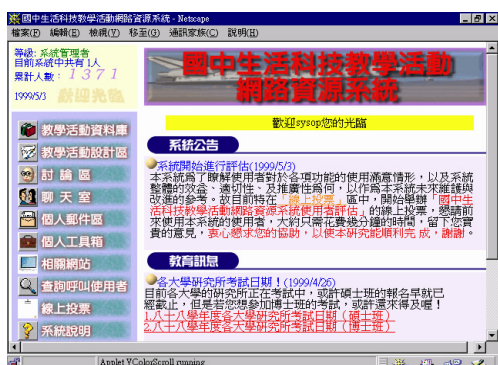 國中生活科技教學活動網路資源系統 - Netscape
檔案(F) 編輯(E) 檢視(V) 移至(G) 通訊家族(C) 說明(H)
等級: 系統管理者
目前系統中共有1人
累計人數: 1371
1999/5/3 歡迎光臨
教學活動資料庫
教學活動設計區
討論區
聊天室
個人郵件區
個人工具箱
相關網站
查詢呼叫使用者
線上投票
系統說明
國中生活科技教學活動
網路資源系統
歡迎sysop您的光臨
系統公告
系統開始進行評估(1999/5/3)
本系統為了瞭解使用者對於各項功能的使用滿意情形，以及系統
整體的效益、適切性、及推廣性為何，以作為本系統未來維護與
改進的參考。故目前特在「線上投票」區中，開始舉辦「國中生
活科技教學活動網路資源系統使用者評估」的線上投票，懇請前
來使用本系統的使用者，大約只需花費幾分鐘的時間，留下您寶
貴的意見，衷心懇求您的協助，以使本研究能順利完 成，謝謝。
教育訊息
各大學研究所考試日期！(1999/4/26)
目前各大學的研究所正在考試中，或許碩士班的報名早就已
經截止，但是若您想參加博士班的考試，或許還來得及喔！
1.八十八學年度各大學研究所考試日期﹝碩士班﹞
2.八十八學年度各大學研究所考試日期﹝博士班﹞
Applet YColorScroll running